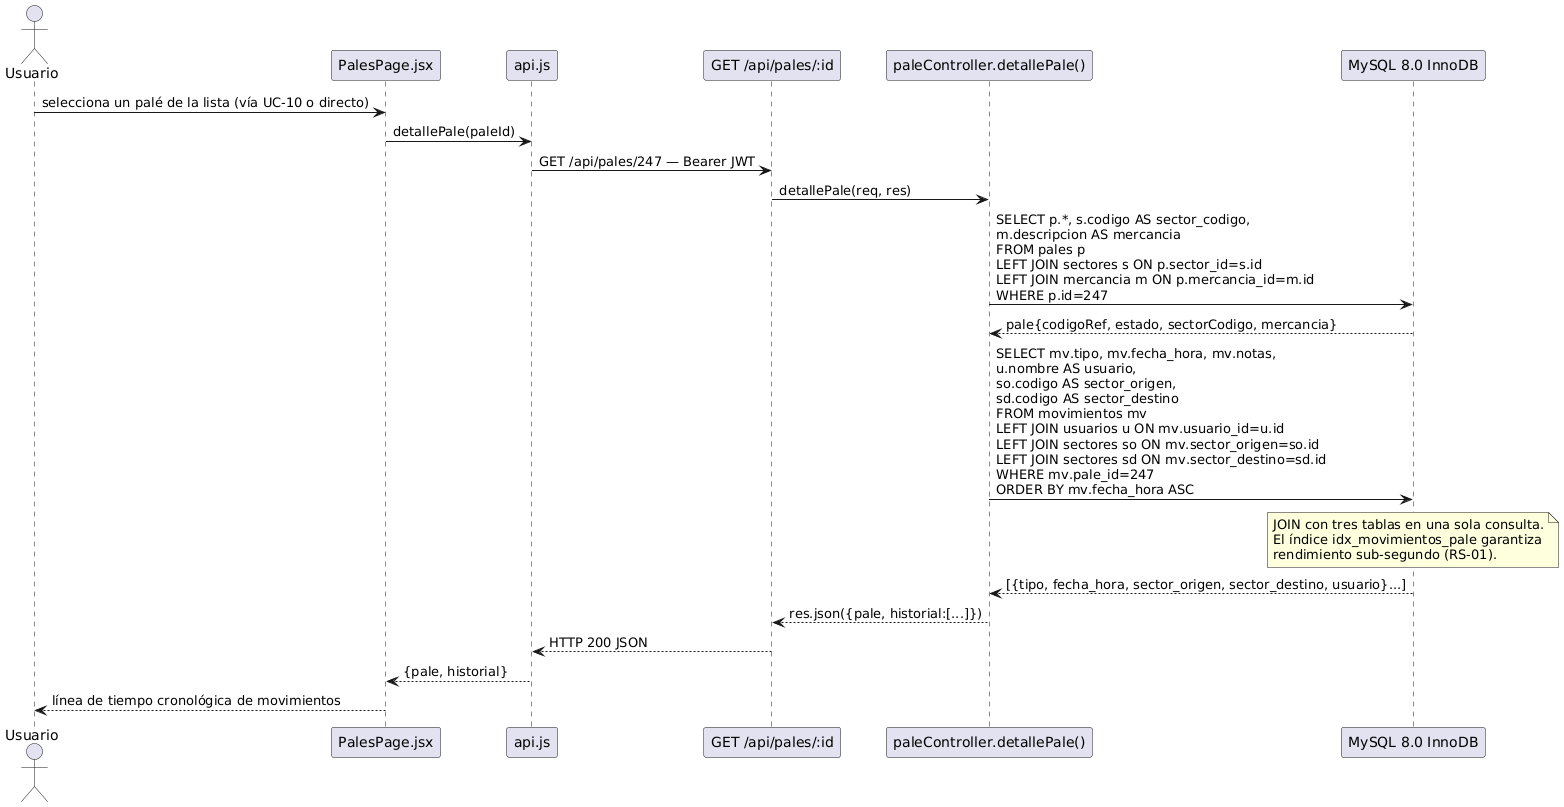 Usuario
PalesPage.jsx
api.js
GET /api/pales/:id
paleController.detallePale()
MySQL 8.0 InnoDB
selecciona un palé de la lista (vía UC-10 o directo)
detallePale(paleId)
GET /api/pales/247 — Bearer JWT
detallePale(req, res)
SELECT p.*, s.codigo AS sector_codigo,
m.descripcion AS mercancia
FROM pales p
LEFT JOIN sectores s ON p.sector_id=s.id
LEFT JOIN mercancia m ON p.mercancia_id=m.id
WHERE p.id=247
pale{codigoRef, estado, sectorCodigo, mercancia}
SELECT mv.tipo, mv.fecha_hora, mv.notas,
u.nombre AS usuario,
so.codigo AS sector_origen,
sd.codigo AS sector_destino
FROM movimientos mv
LEFT JOIN usuarios u ON mv.usuario_id=u.id
LEFT JOIN sectores so ON mv.sector_origen=so.id
LEFT JOIN sectores sd ON mv.sector_destino=sd.id
WHERE mv.pale_id=247
ORDER BY mv.fecha_hora ASC
JOIN con tres tablas en una sola consulta.
El índice idx_movimientos_pale garantiza
rendimiento sub-segundo (RS-01).
[{tipo, fecha_hora, sector_origen, sector_destino, usuario}...]
res.json({pale, historial:[...]})
HTTP 200 JSON
{pale, historial}
línea de tiempo cronológica de movimientos
Usuario
PalesPage.jsx
api.js
GET /api/pales/:id
paleController.detallePale()
MySQL 8.0 InnoDB